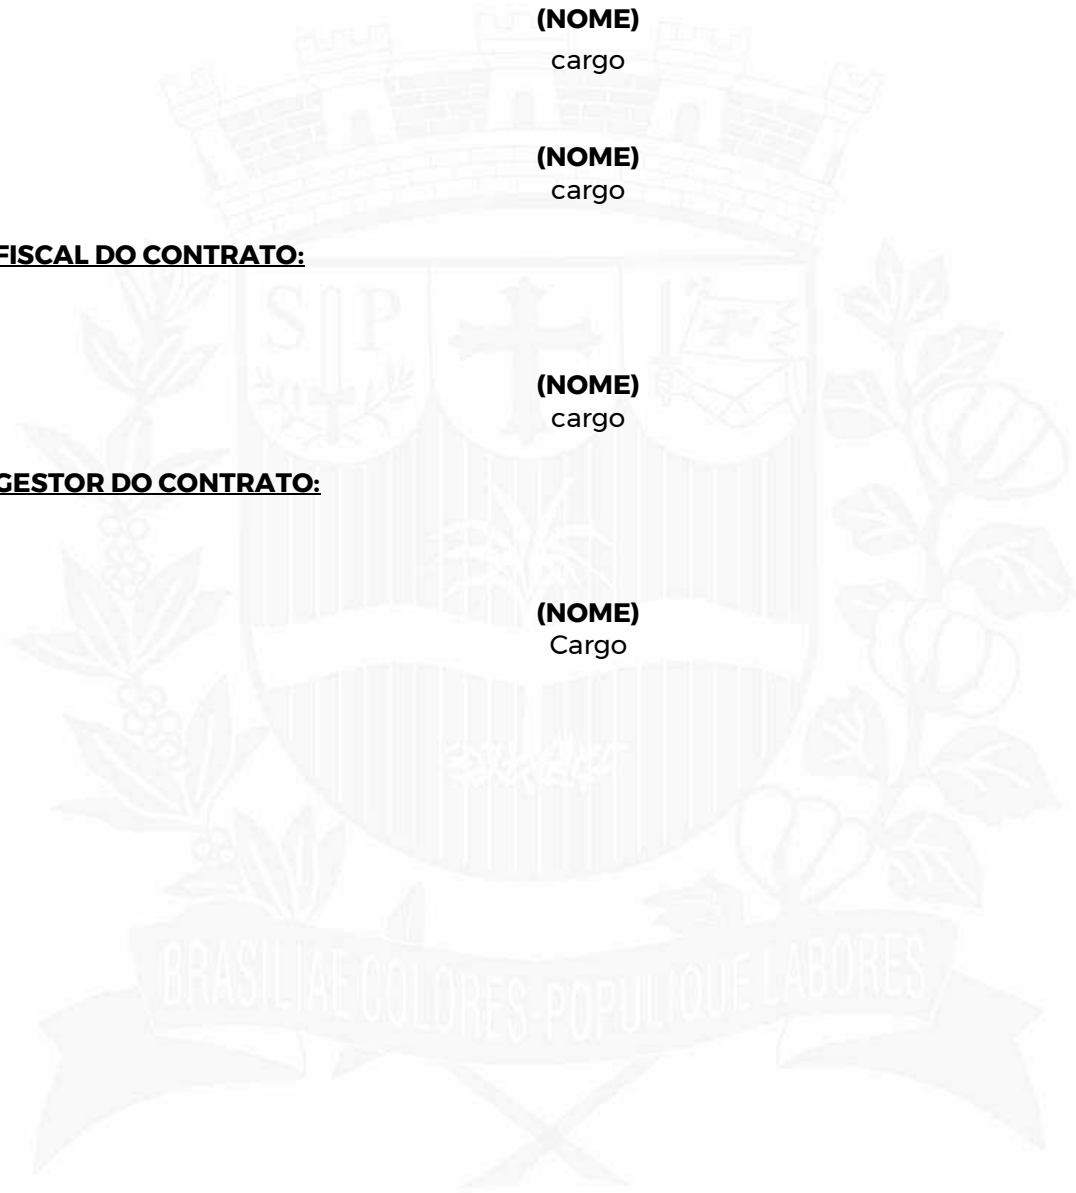 (NOME)
cargo
(NOME)
cargo
FISCAL DO CONTRATO:
S P
(NOME)
cargo
GESTOR DO CONTRATO:
(NOME)
Cargo
BRASILIAE COLORES POPULIQUE LABORES